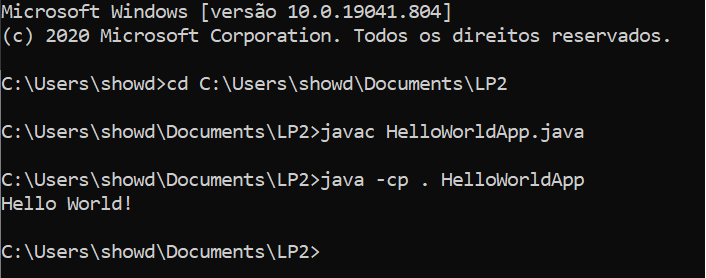 Microsoft Windows [versão 10.0.19041.804]
(c) 2020 Microsoft Corporation. Todos os direitos reservados.
C:\Users\showd>cd C:\Users\showd\Documents\LP2
C:\Users\showd\Documents\LP2>javac HelloWorldApp.java
C:\Users\showd\Documents\LP2>java -cp . HelloWorldApp
Hello World!
C:\Users\showd\Documents\LP2>